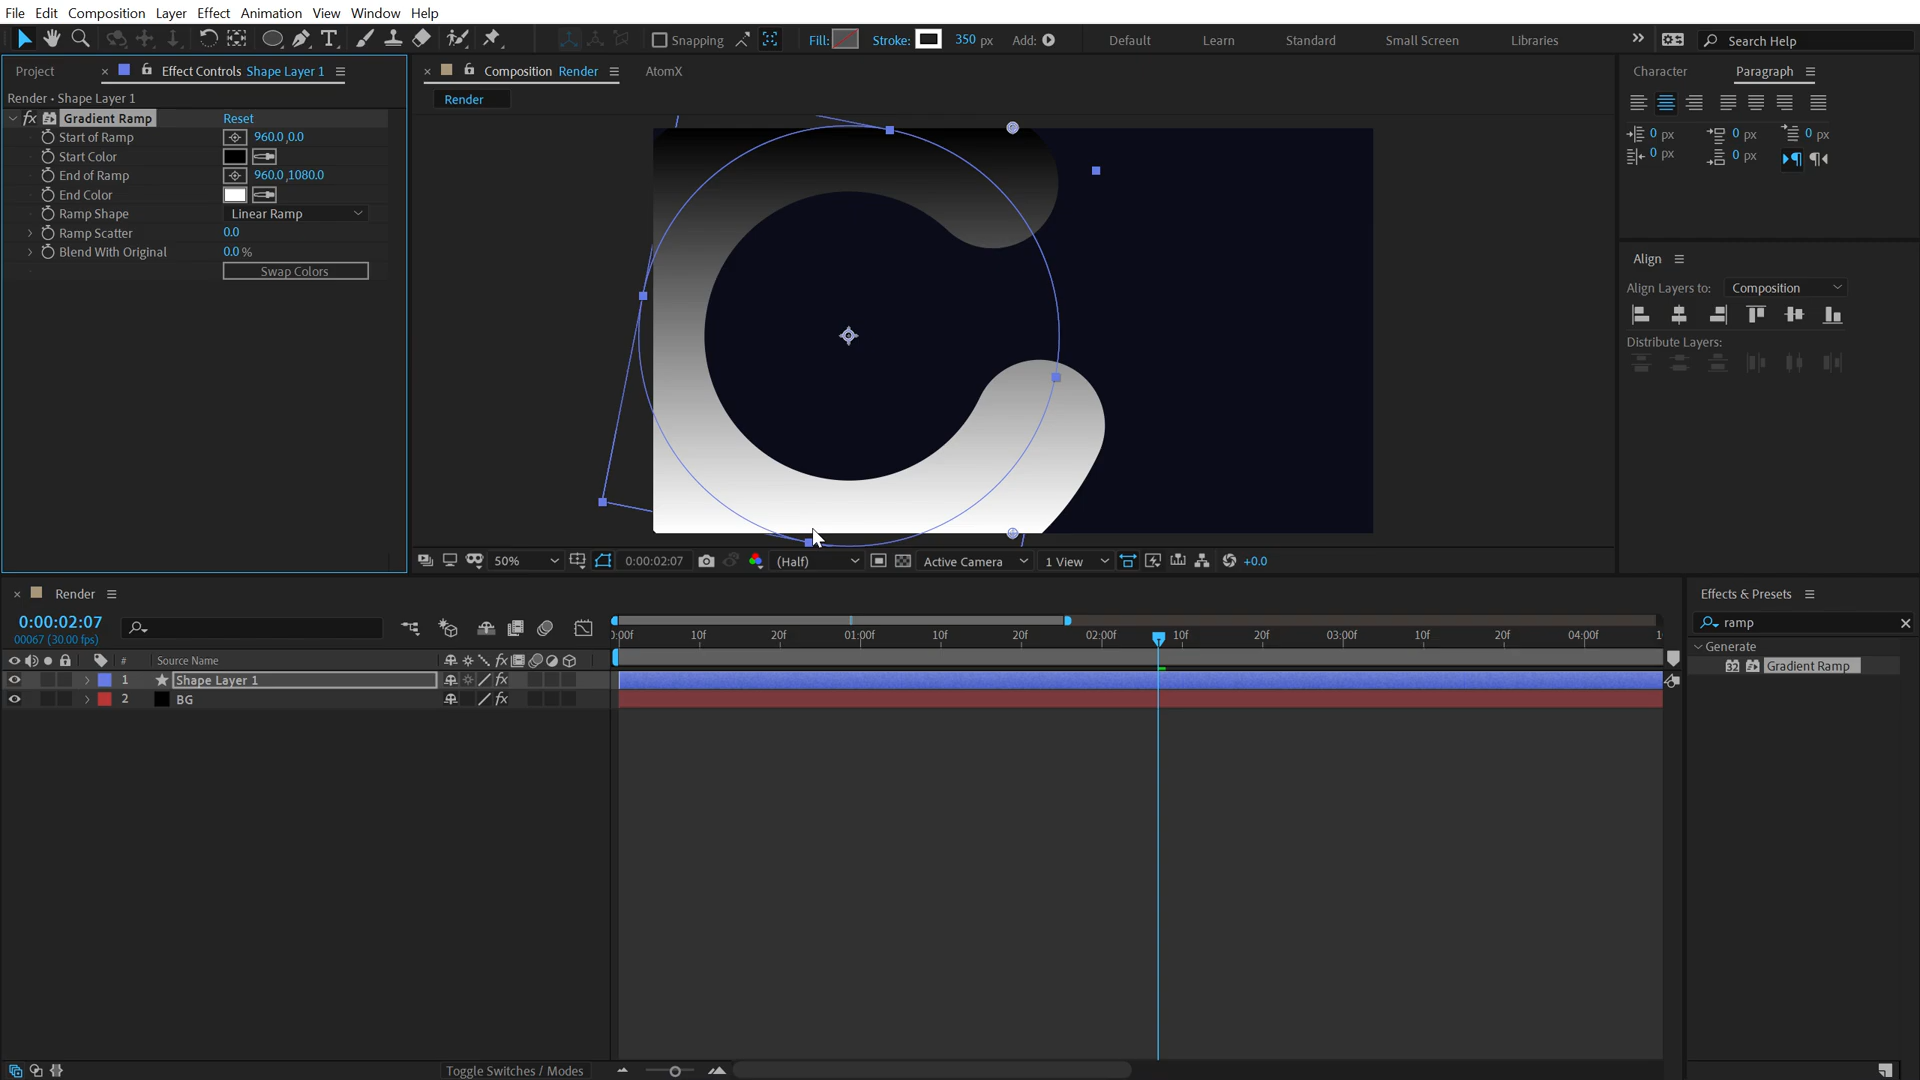 File Edit Composition Layer Effect Animation View Window Help
Snapping Fill: Stroke: 350 px Add: Default Learn Standard Small Screen Libraries Search Help
Project Effect Controls Shape Layer 1 Composition Render AtomX Character Paragraph
Render • Shape Layer 1
Render
fx Gradient Ramp Reset
Start of Ramp 960.0,0.0
Start Color
End of Ramp 960.0,1080.0
End Color
Ramp Shape Linear Ramp
Ramp Scatter 0.0
Blend With Original 0.0 %
Swap Colors
0 px 0 px 0 px
0 px 0 px
Align
Align Layers to: Composition
Distribute Layers:
50% 0:00:02:07 (Half) Active Camera 1 View +0.0
Render
Effects & Presets
0:00:02:07
00067 (30.00 fps)
ramp
):00f 10f 20f 01:00f 10f 20f 02:00f 10f 20f 03:00f 10f 20f 04:00f 1
Generate
32 Gradient Ramp
# Source Name fx
1 Shape Layer 1 fx
2 BG fx
Toggle Switches / Modes